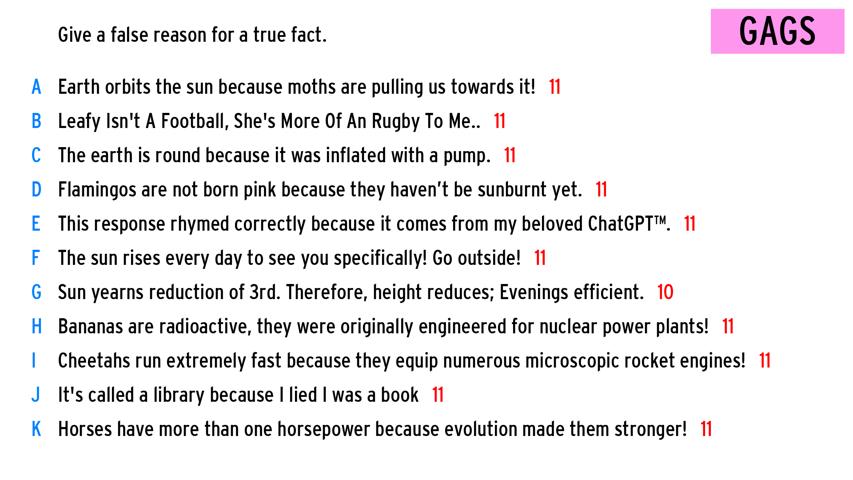 Give a false reason for a true fact.
GAGS
A Earth orbits the sun because moths are pulling us towards it! 11
B Leafy Isn't A Football, She's More Of An Rugby To Me.. 11
C The earth is round because it was inflated with a pump. 11
D Flamingos are not born pink because they haven't be sunburnt yet. 11
E This response rhymed correctly because it comes from my beloved ChatGPT™. 11
F The sun rises every day to see you specifically! Go outside! 11
G Sun yearns reduction of 3rd. Therefore, height reduces; Evenings efficient. 10
H Bananas are radioactive, they were originally engineered for nuclear power plants! 11
I Cheetahs run extremely fast because they equip numerous microscopic rocket engines! 11
J It's called a library because I lied I was a book 11
K Horses have more than one horsepower because evolution made them stronger! 11